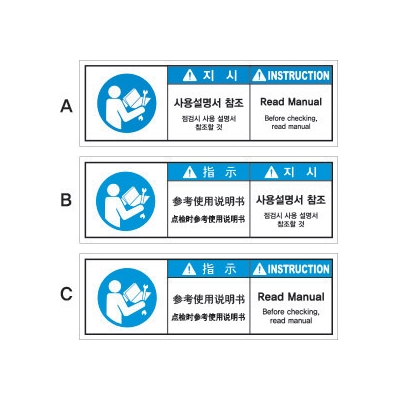 A
지 시
INSTRUCTION
사용설명서 참조
점검시 사용 설명서
참조할 것
Read Manual
Before checking,
read manual
B
指 示
지 시
参考使用说明书
点检时参考使用说明书
사용설명서 참조
점검시 사용 설명서
참조할 것
C
指 示
INSTRUCTION
参考使用说明书
点检时参考使用说明书
Read Manual
Before checking,
read manual